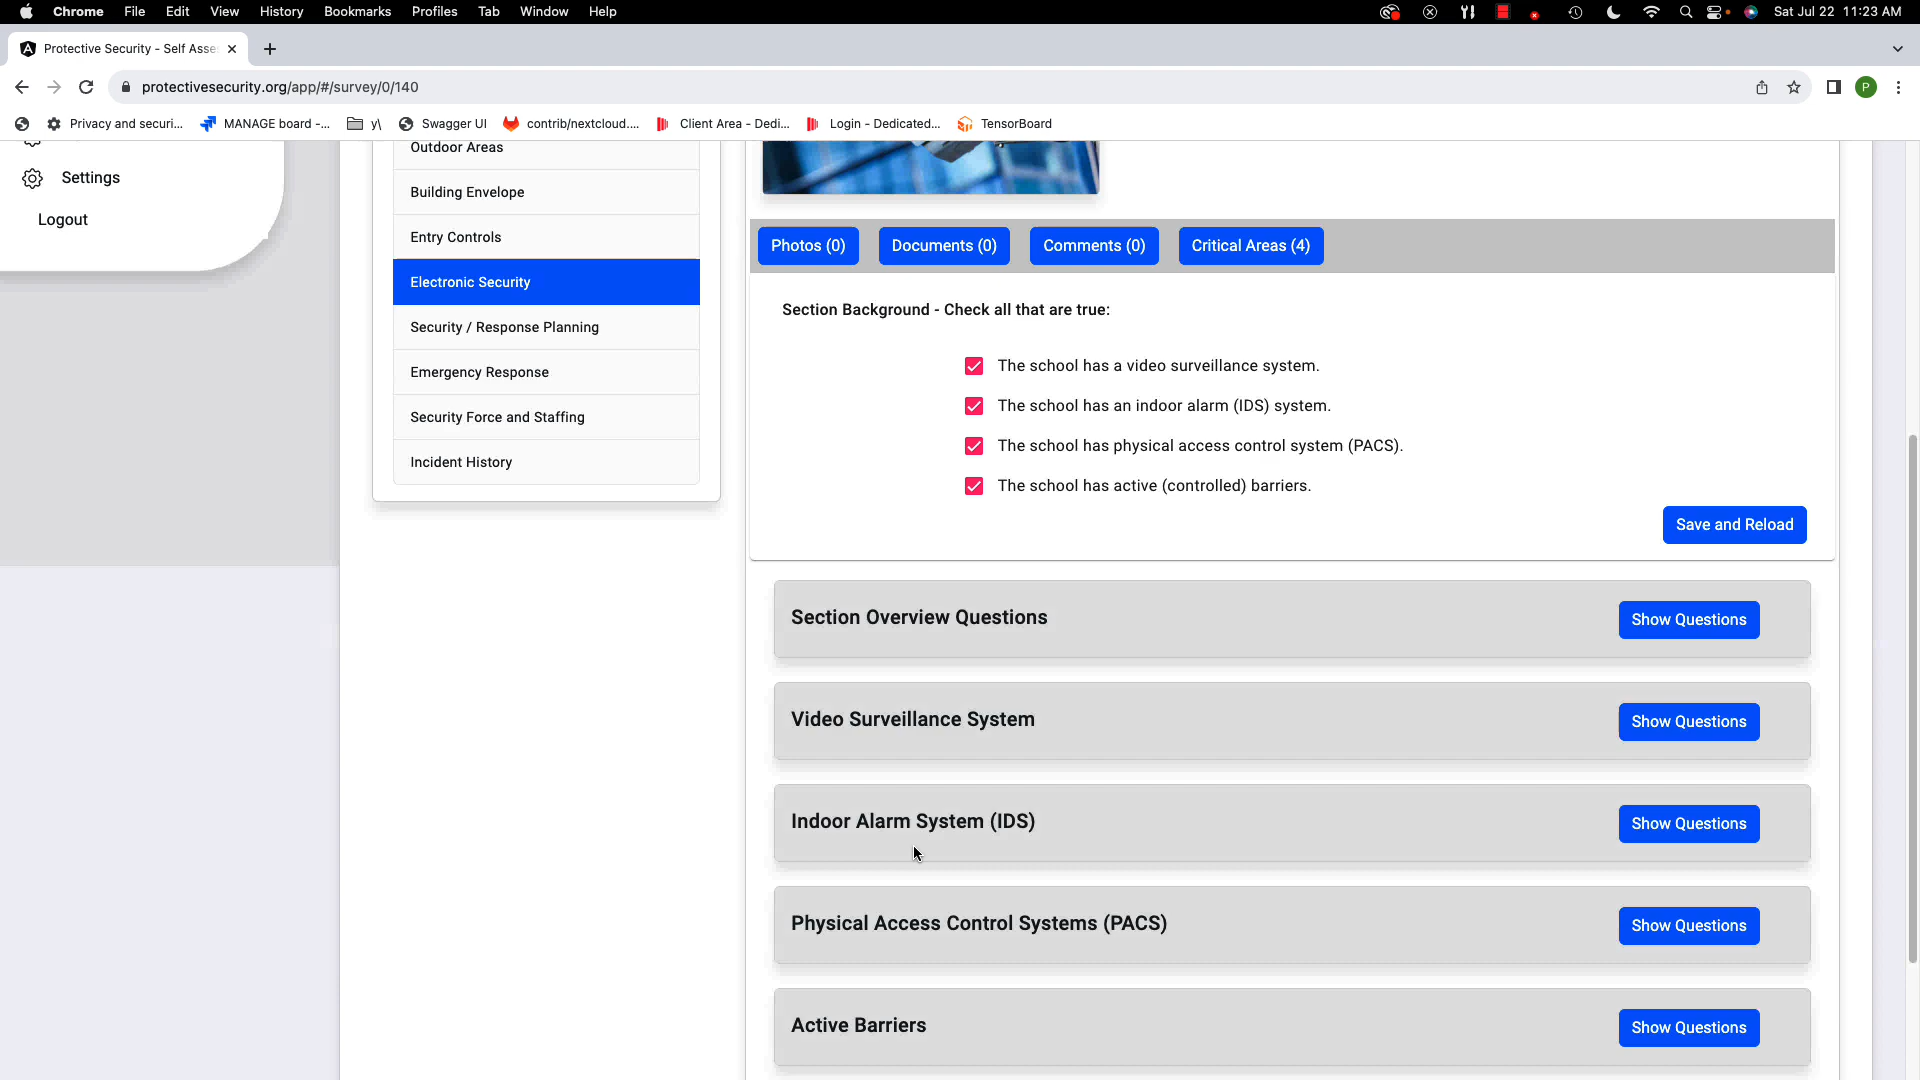 Chrome File Edit View History Bookmarks Profiles Tab Window Help Sat Jul 22 11:23 AM
Protective Security - Self Asse
protectivesecurity.org/app/#/survey/0/140 P
Privacy and securi... MANAGE board -... y\ Swagger UI contrib/nextcloud.... Client Area - Dedi... Login - Dedicated... TensorBoard
Settings
Logout
Outdoor Areas
Building Envelope
Entry Controls
Electronic Security
Security / Response Planning
Emergency Response
Security Force and Staffing
Incident History
Photos (0) Documents (0) Comments (0) Critical Areas (4)
Section Background - Check all that are true:
The school has a video surveillance system.
The school has an indoor alarm (IDS) system.
The school has physical access control system (PACS).
The school has active (controlled) barriers.
Save and Reload
Section Overview Questions Show Questions
Video Surveillance System Show Questions
Indoor Alarm System (IDS) Show Questions
Physical Access Control Systems (PACS) Show Questions
Active Barriers Show Questions